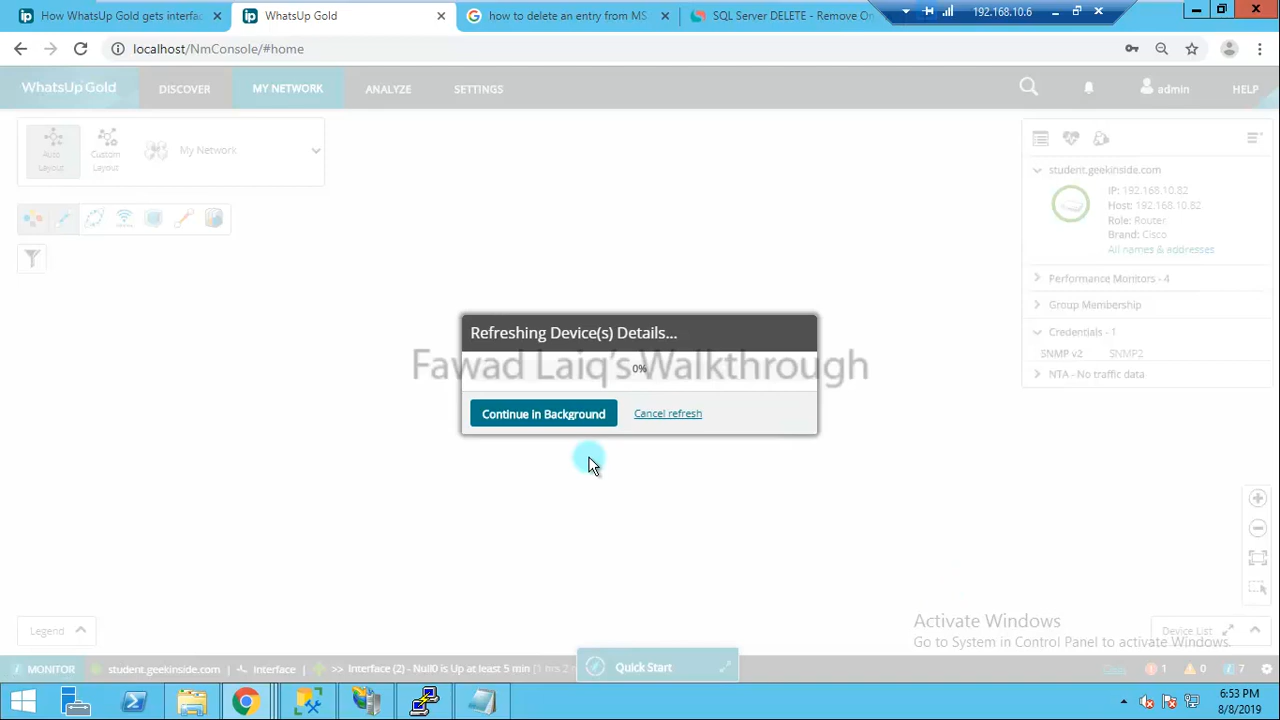 How WhatsUp Gold gets interfac
WhatsUp Gold
how to delete an entry from MS
SQL Server DELETE - Remove On
192.168.10.6
localhost/NmConsole/#home
WhatsUp Gold
DISCOVER
MY NETWORK
ANALYZE
SETTINGS
admin
HELP
Auto
Layout
Custom
Layout
My Network
student.geekinside.com
IP: 192.168.10.82
Host: 192.168.10.82
Role: Router
Brand: Cisco
All names & addresses
Performance Monitors - 4
Group Membership
Credentials - 1
SNMP v2 SNMP2
NTA - No traffic data
Refreshing Device(s) Details...
0%
Fawad Laiq's Walkthrough
Continue in Background
Cancel refresh
Activate Windows
Go to System in Control Panel to activate Windows.
Legend
Device List
MONITOR
student.geekinside.com
Interface
>> Interface (2) - Null0 is Up at least 5 min
Quick Start
1
0
7
6:53 PM
8/8/2019